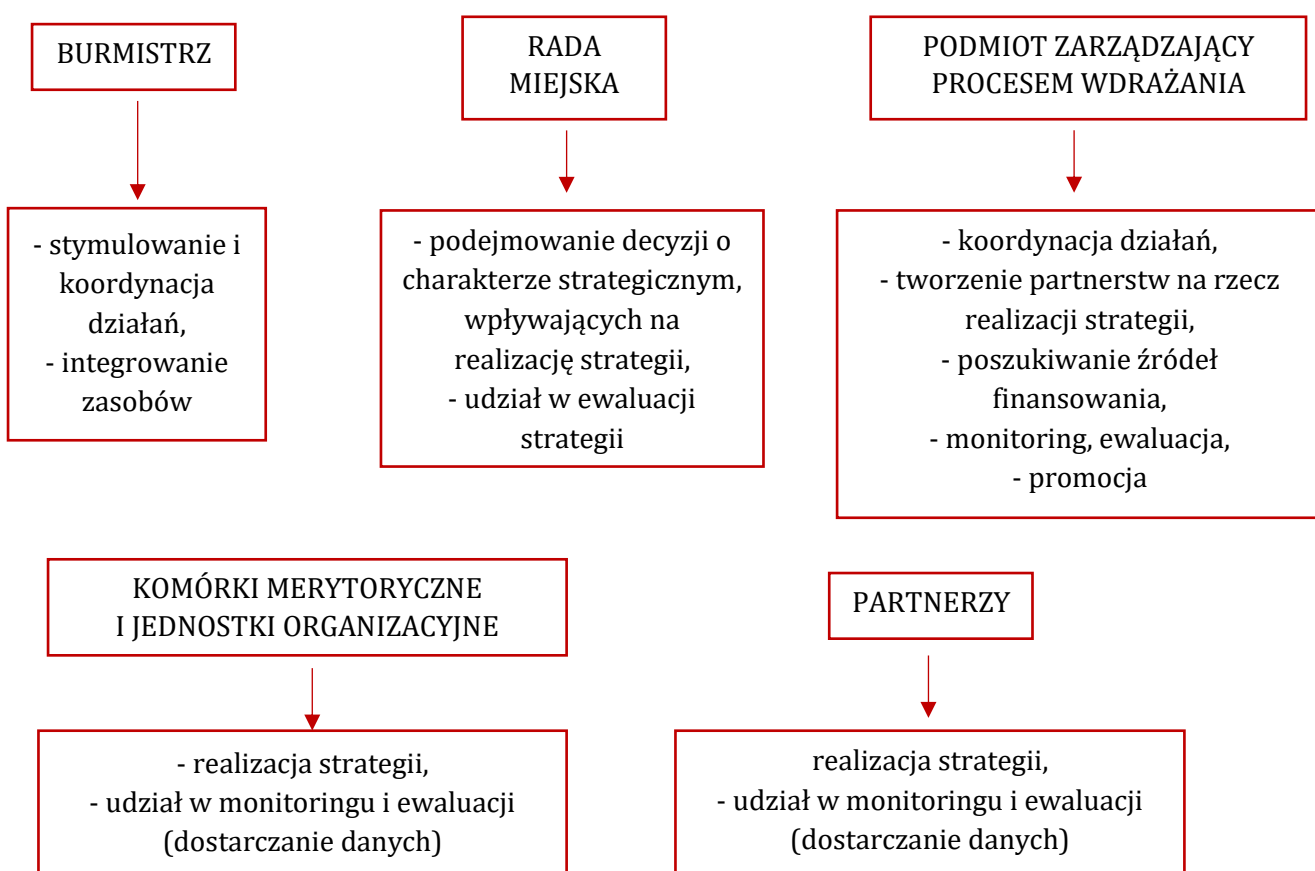 BURMISTRZ
RADA
MIEJSKA
PODMIOT ZARZĄDZAJĄCY
PROCESEM WDRAŻANIA
- stymulowanie i
koordynacja
działań,
- integrowanie
zasobów
- podejmowanie decyzji o
charakterze strategicznym,
wpływających na
realizację strategii,
- udział w ewaluacji
strategii
- koordynacja działań,
- tworzenie partnerstw na rzecz
realizacji strategii,
- poszukiwanie źródeł
finansowania,
- monitoring, ewaluacja,
- promocja
KOMÓRKI MERYTORYCZNE
I JEDNOSTKI ORGANIZACYJNE
PARTNERZY
- realizacja strategii,
- udział w monitoringu i ewaluacji
(dostarczanie danych)
realizacja strategii,
- udział w monitoringu i ewaluacji
(dostarczanie danych)